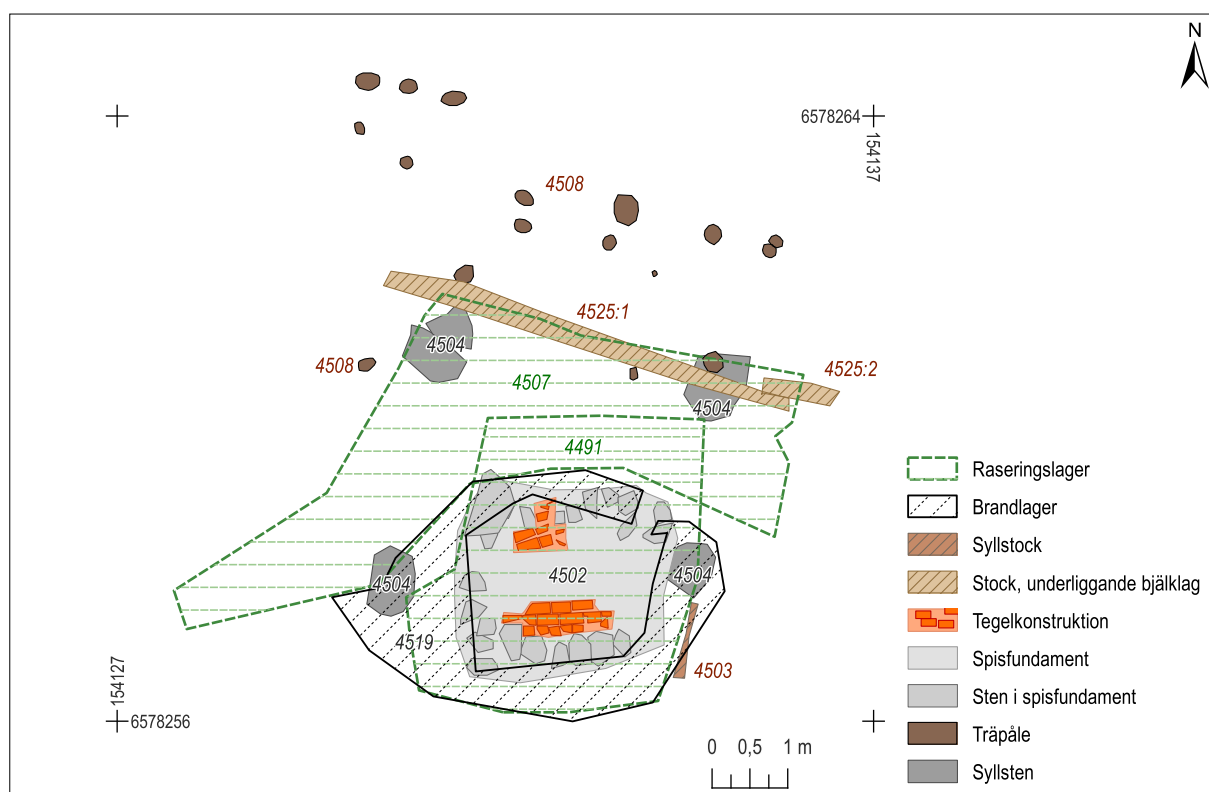 N
6578264
154137
4508
4525:1
4504
4508
4507
4525:2
4504
4491
4502
4504
4504
4519
4503
154127
6578256
0 0,5 1 m
Raseringslager
Brandlager
Syllstock
Stock, underliggande bjälklag
Tegelkonstruktion
Spisfundament
Sten i spisfundament
Träpåle
Syllsten